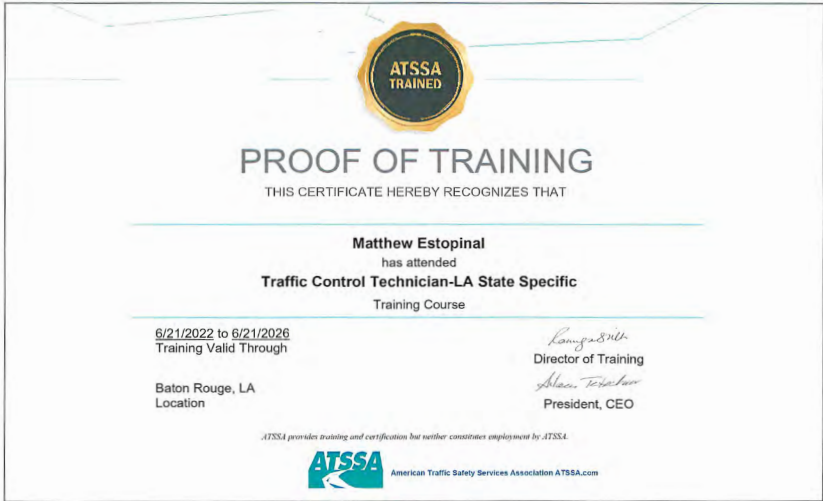 ATSSA
TRAINED
PROOF OF TRAINING
THIS CERTIFICATE HEREBY RECOGNIZES THAT
Matthew Estopinal
has attended
Traffic Control Technician-LA State Specific
Training Course
6/21/2022 to 6/21/2026
Training Valid Through
Director of Training
Baton Rouge, LA
Location
President, CEO
ATSSA provides training and certification but neither constitutes employment by ATSSA.
ATSSA
American Traffic Safety Services Association ATSSA.com